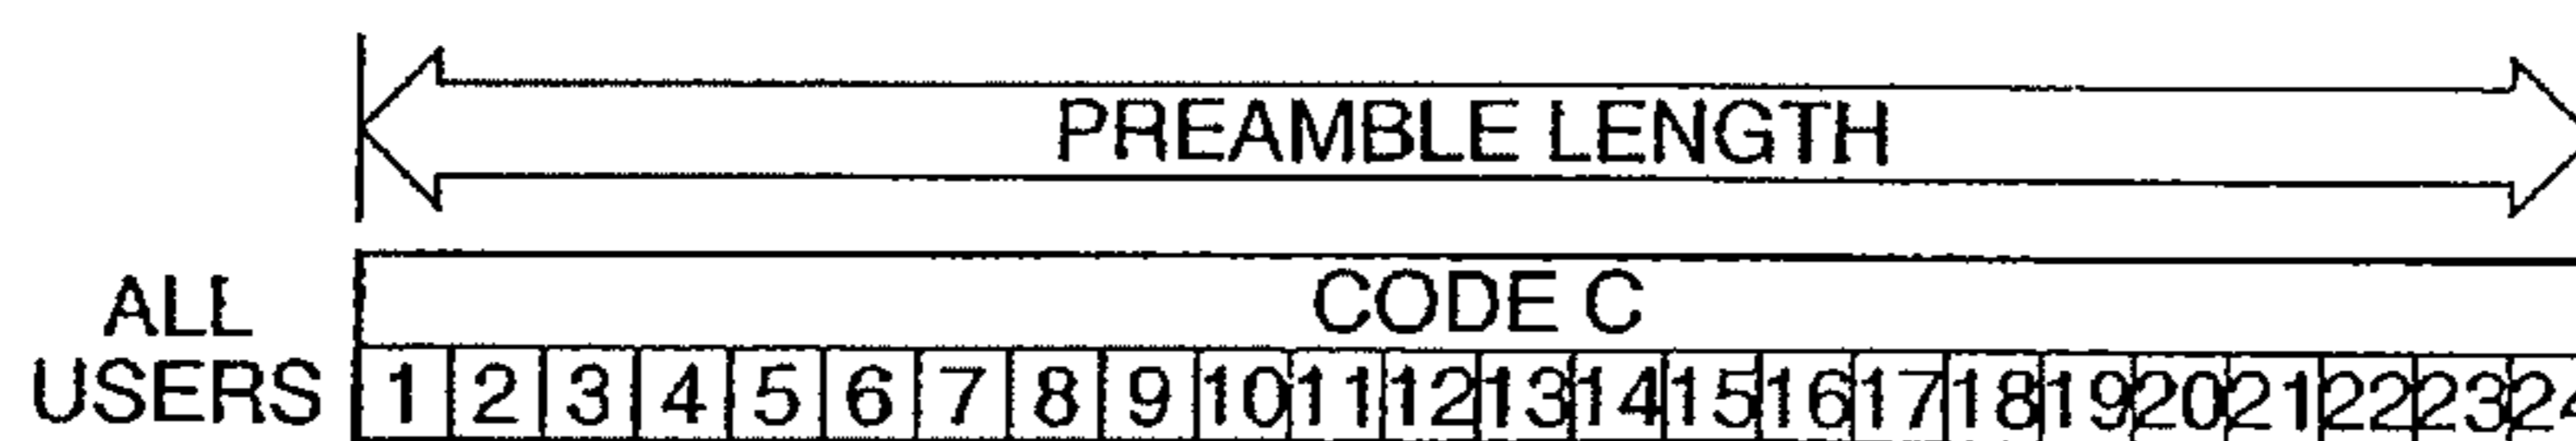 PREAMBLE LENGTH
CODE C
ALL
USERS 1 2 3 4 5 6 7 8 9 10 11 12 13 14 15 16 17 18 19 20 21 22 23 24